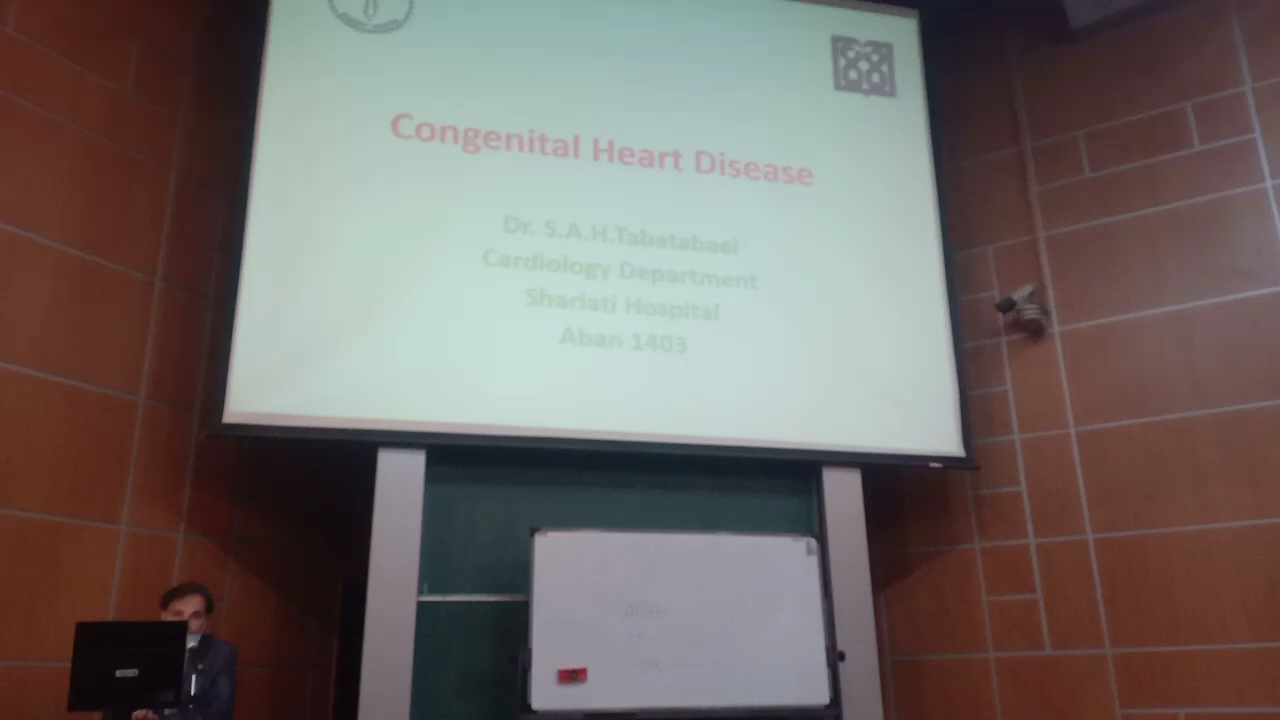 Congenital Heart Disease
Dr. S.A.H.Tabatabaei
Cardiology Department
Shariati Hospital
Aban 1403